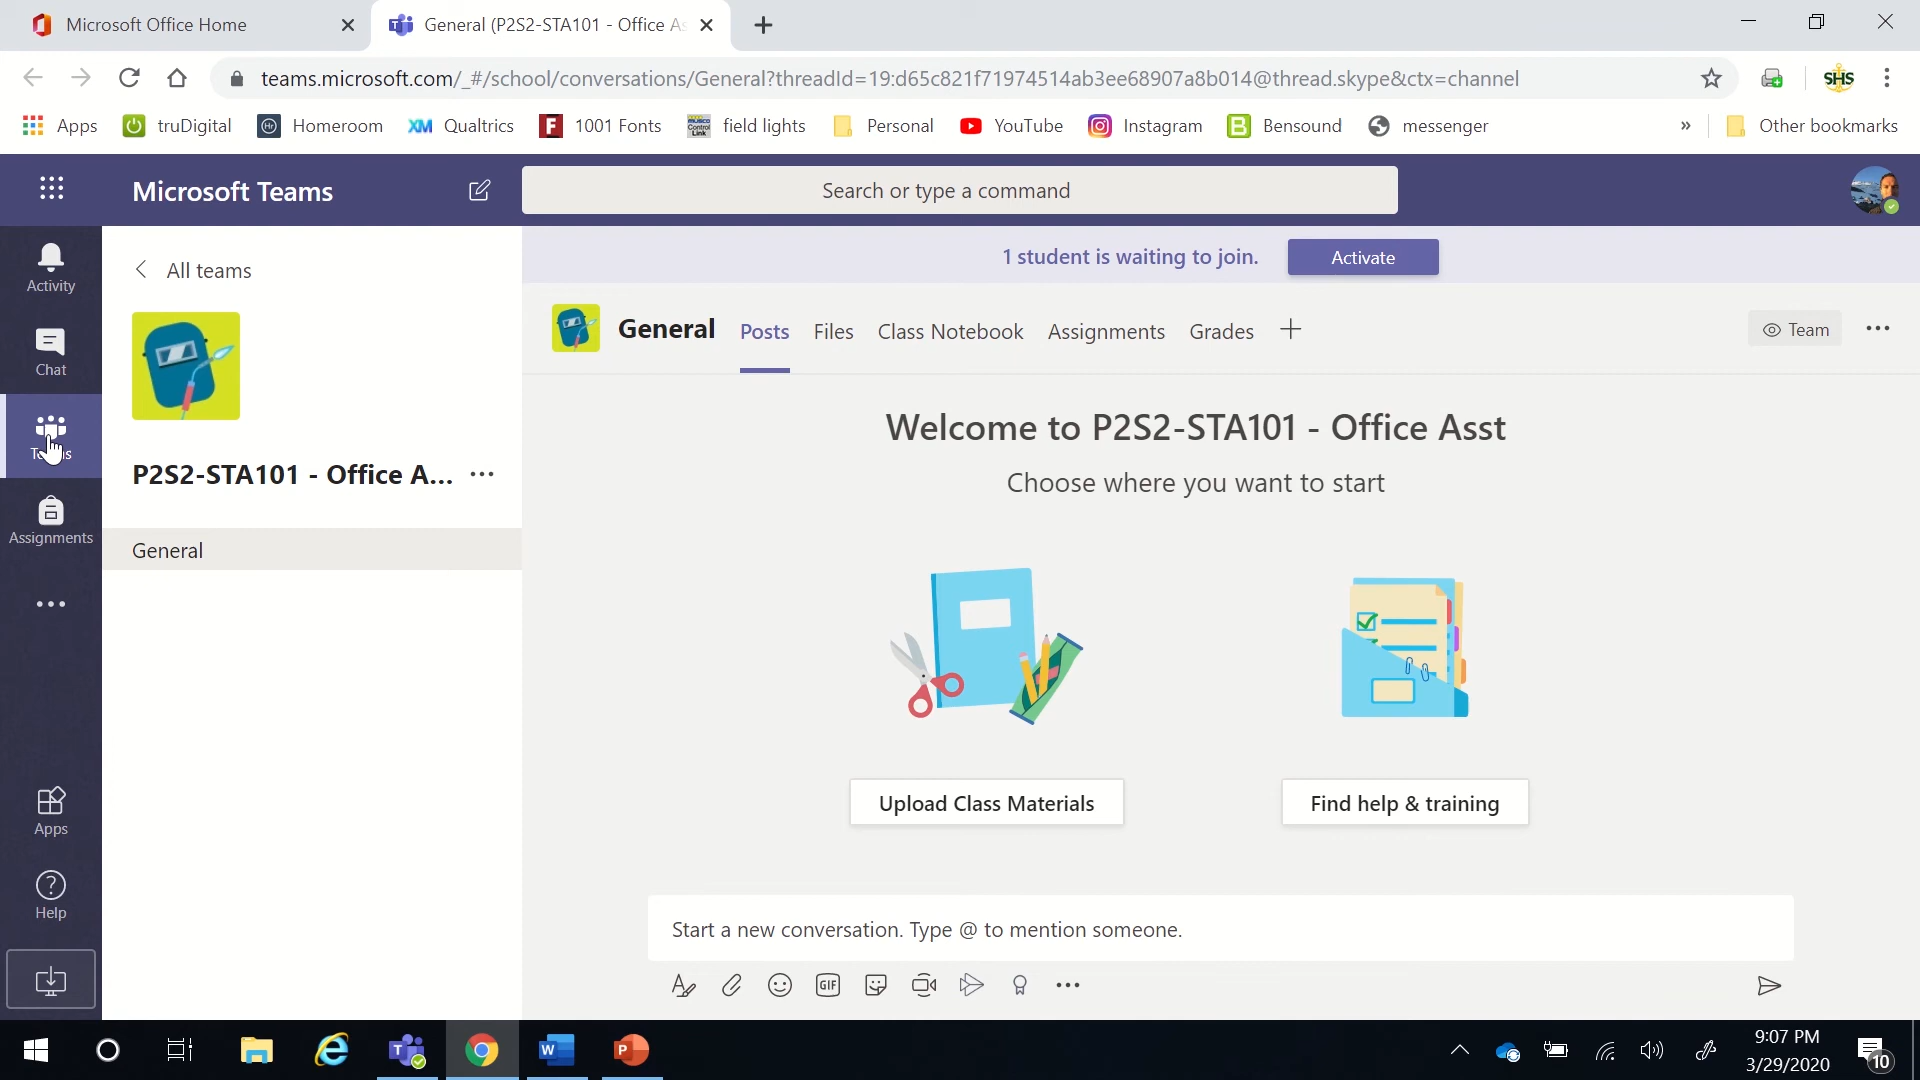 Microsoft Office Home
General (P2S2-STA101 - Office As
teams.microsoft.com/_#/school/conversations/General?threadId=19:d65c821f71974514ab3ee68907a8b014@thread.skype&ctx=channel
SHS
Apps truDigital Homeroom Qualtrics 1001 Fonts field lights Personal YouTube Instagram Bensound messenger » Other bookmarks
Microsoft Teams
Search or type a command
Activity
Chat
Assignments
Apps
Help
All teams
P2S2-STA101 - Office A...
General
1 student is waiting to join. Activate
General Posts Files Class Notebook Assignments Grades
Team
Welcome to P2S2-STA101 - Office Asst
Choose where you want to start
Upload Class Materials
Find help & training
Start a new conversation. Type @ to mention someone.
GIF
9:07 PM
3/29/2020
10